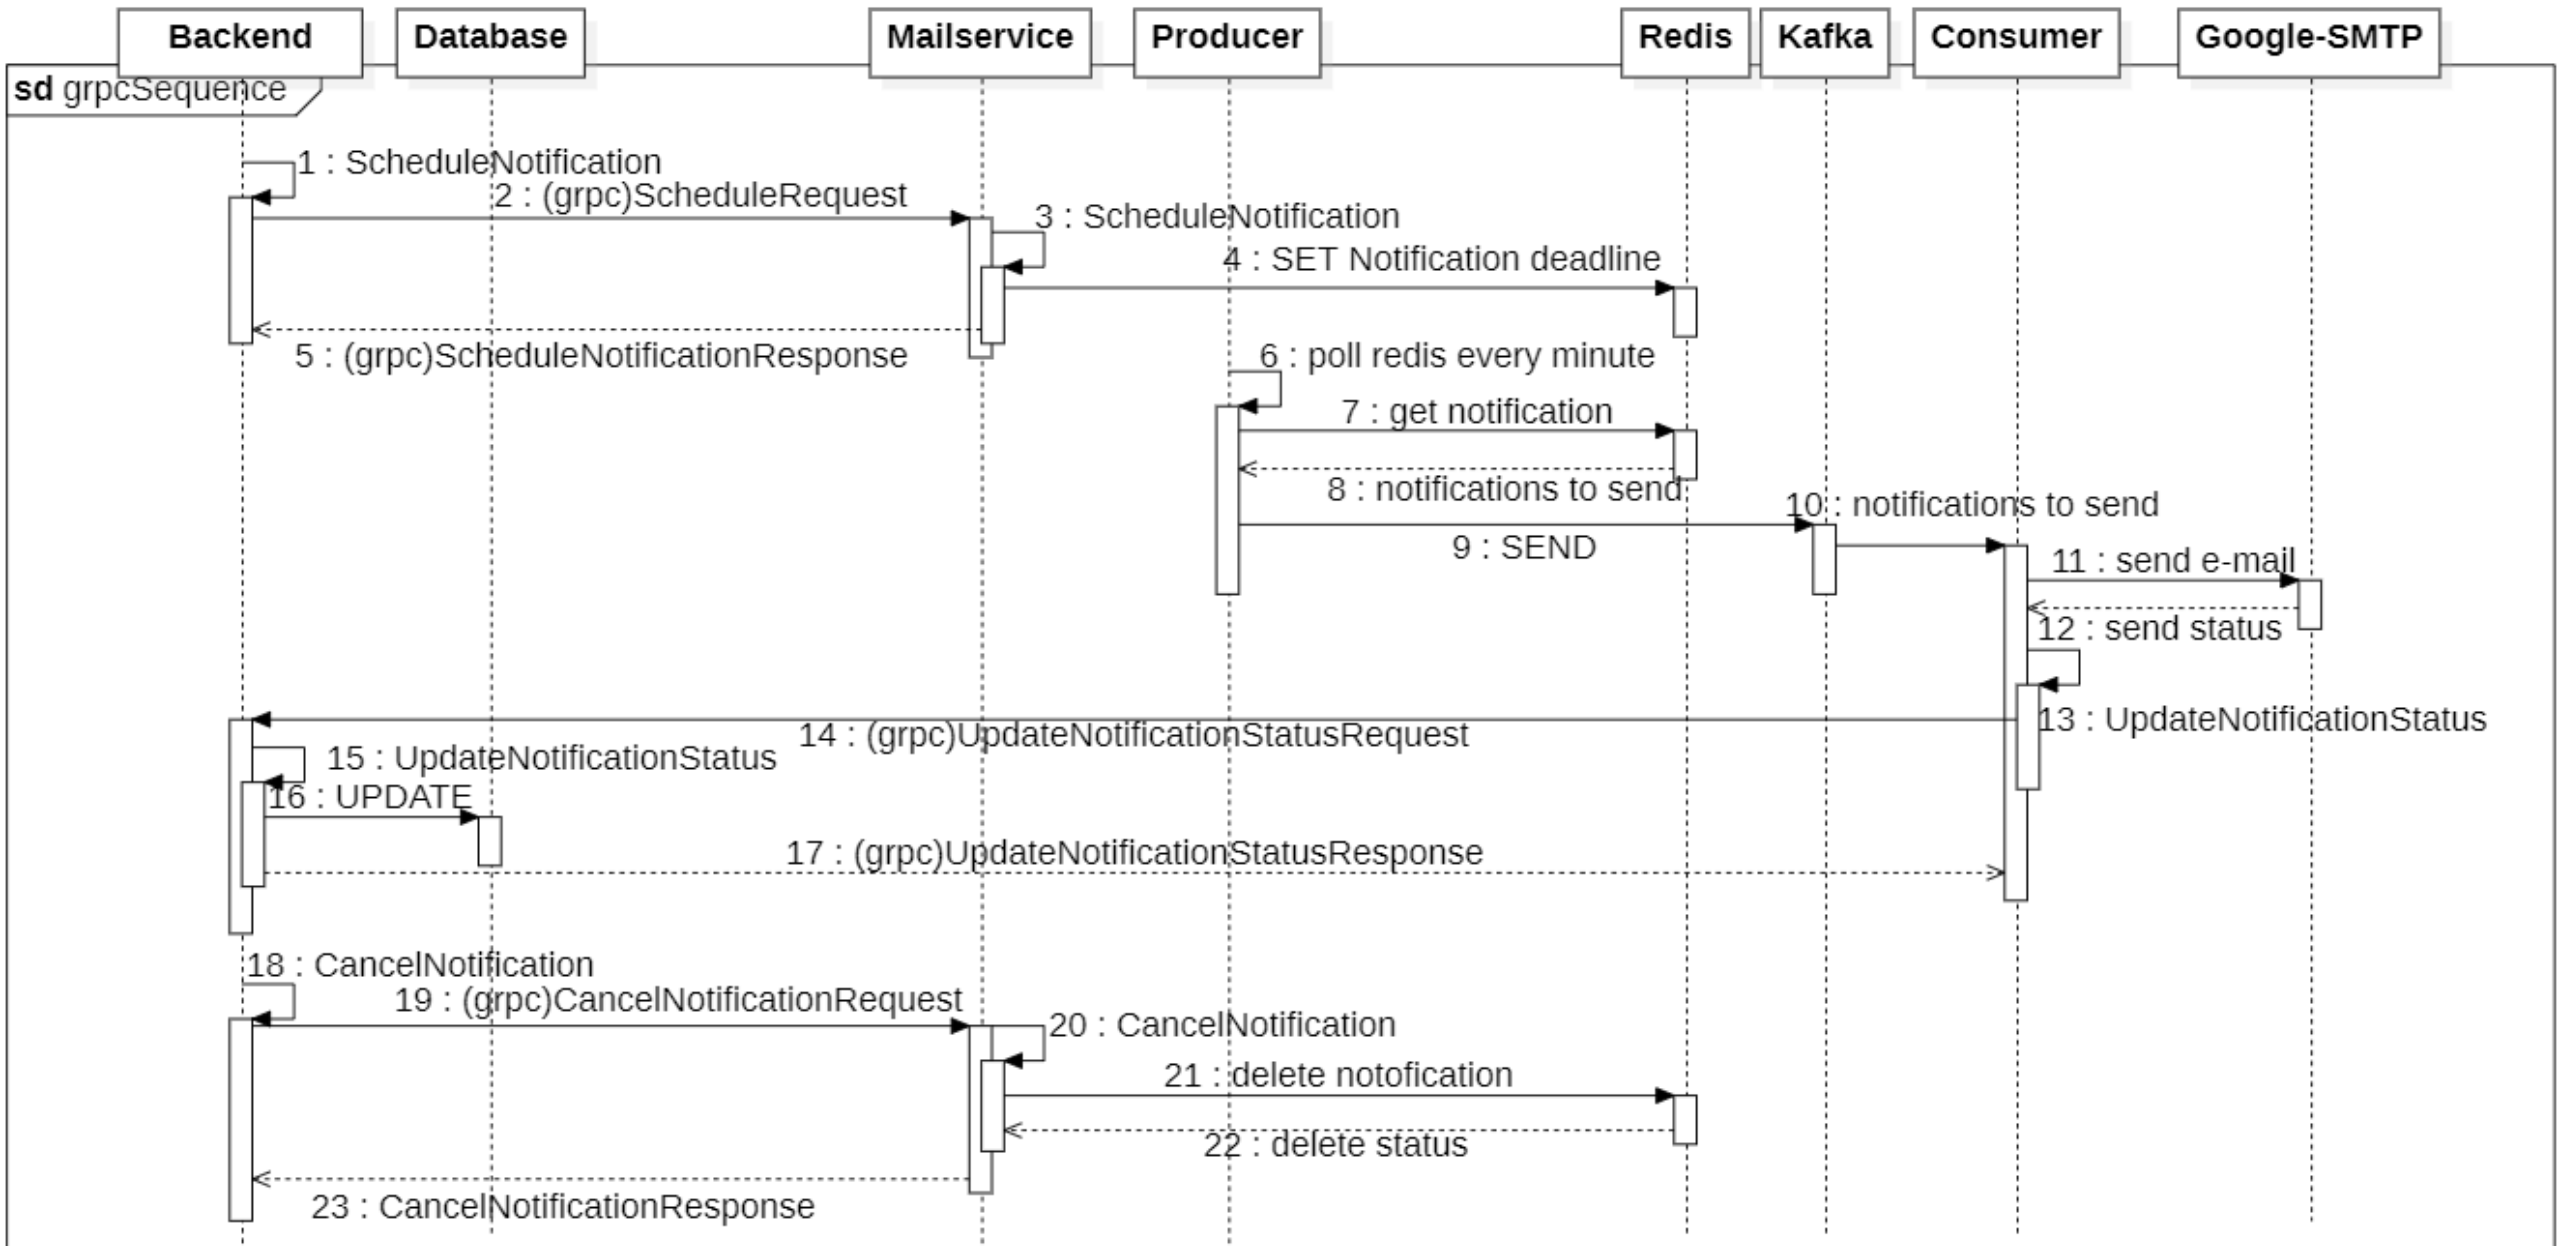 Backend
Database
Mailservice
Producer
Redis
Kafka
Consumer
Google-SMTP
sd grpcSequence
1 : ScheduleNotification
2 : (grpc)ScheduleRequest
3 : ScheduleNotification
4 : SET Notification deadline
5 : (grpc)ScheduleNotificationResponse
6 : poll redis every minute
7 : get notification
8 : notifications to send
9 : SEND
10 : notifications to send
11 : send e-mail
12 : send status
13 : UpdateNotificationStatus
14 : (grpc)UpdateNotificationStatusRequest
15 : UpdateNotificationStatus
16 : UPDATE
17 : (grpc)UpdateNotificationStatusResponse
18 : CancelNotification
19 : (grpc)CancelNotificationRequest
20 : CancelNotification
21 : delete notofication
22 : delete status
23 : CancelNotificationResponse